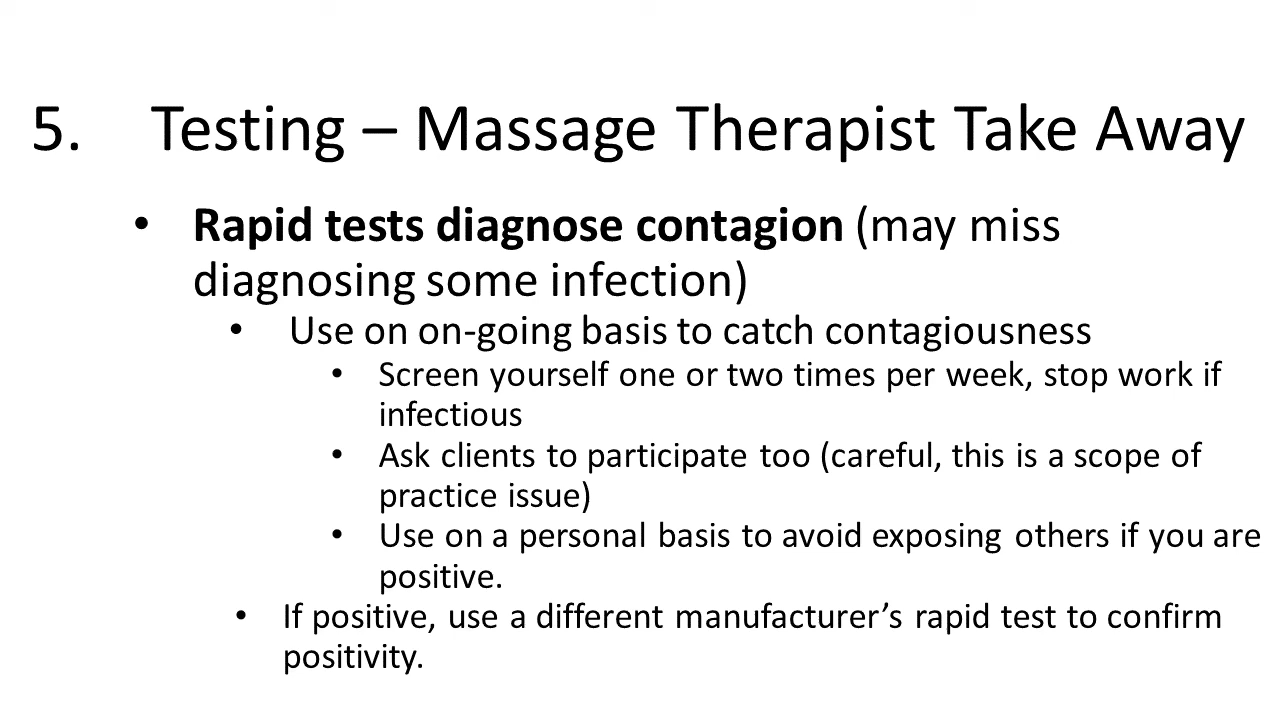 5. Testing – Massage Therapist Take Away
• Rapid tests diagnose contagion (may miss
diagnosing some infection)
• Use on on-going basis to catch contagiousness
• Screen yourself one or two times per week, stop work if
infectious
• Ask clients to participate too (careful, this is a scope of
practice issue)
• Use on a personal basis to avoid exposing others if you are
positive.
• If positive, use a different manufacturer’s rapid test to confirm
positivity.